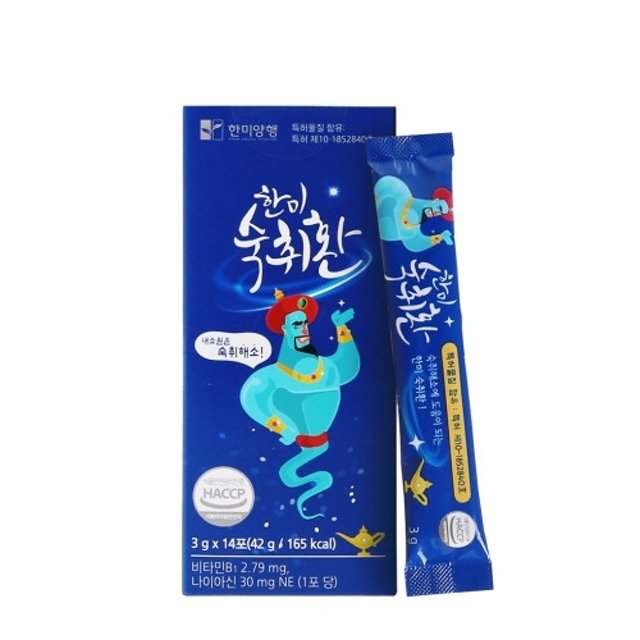 한미양행
특허물질 함유:
특허 제10-1852840호
한미
숙취환
내 소원은
숙취해소!
HACCP
3 g x 14포(42 g / 165 kcal)
비타민B₁ 2.79 mg,
나이아신 30 mg NE (1포 당)
한미
숙취환
특허물질 함유 : 특허 제10-1852840호
숙취해소에 도움이 되는
한미 숙취환!
HACCP
3 g